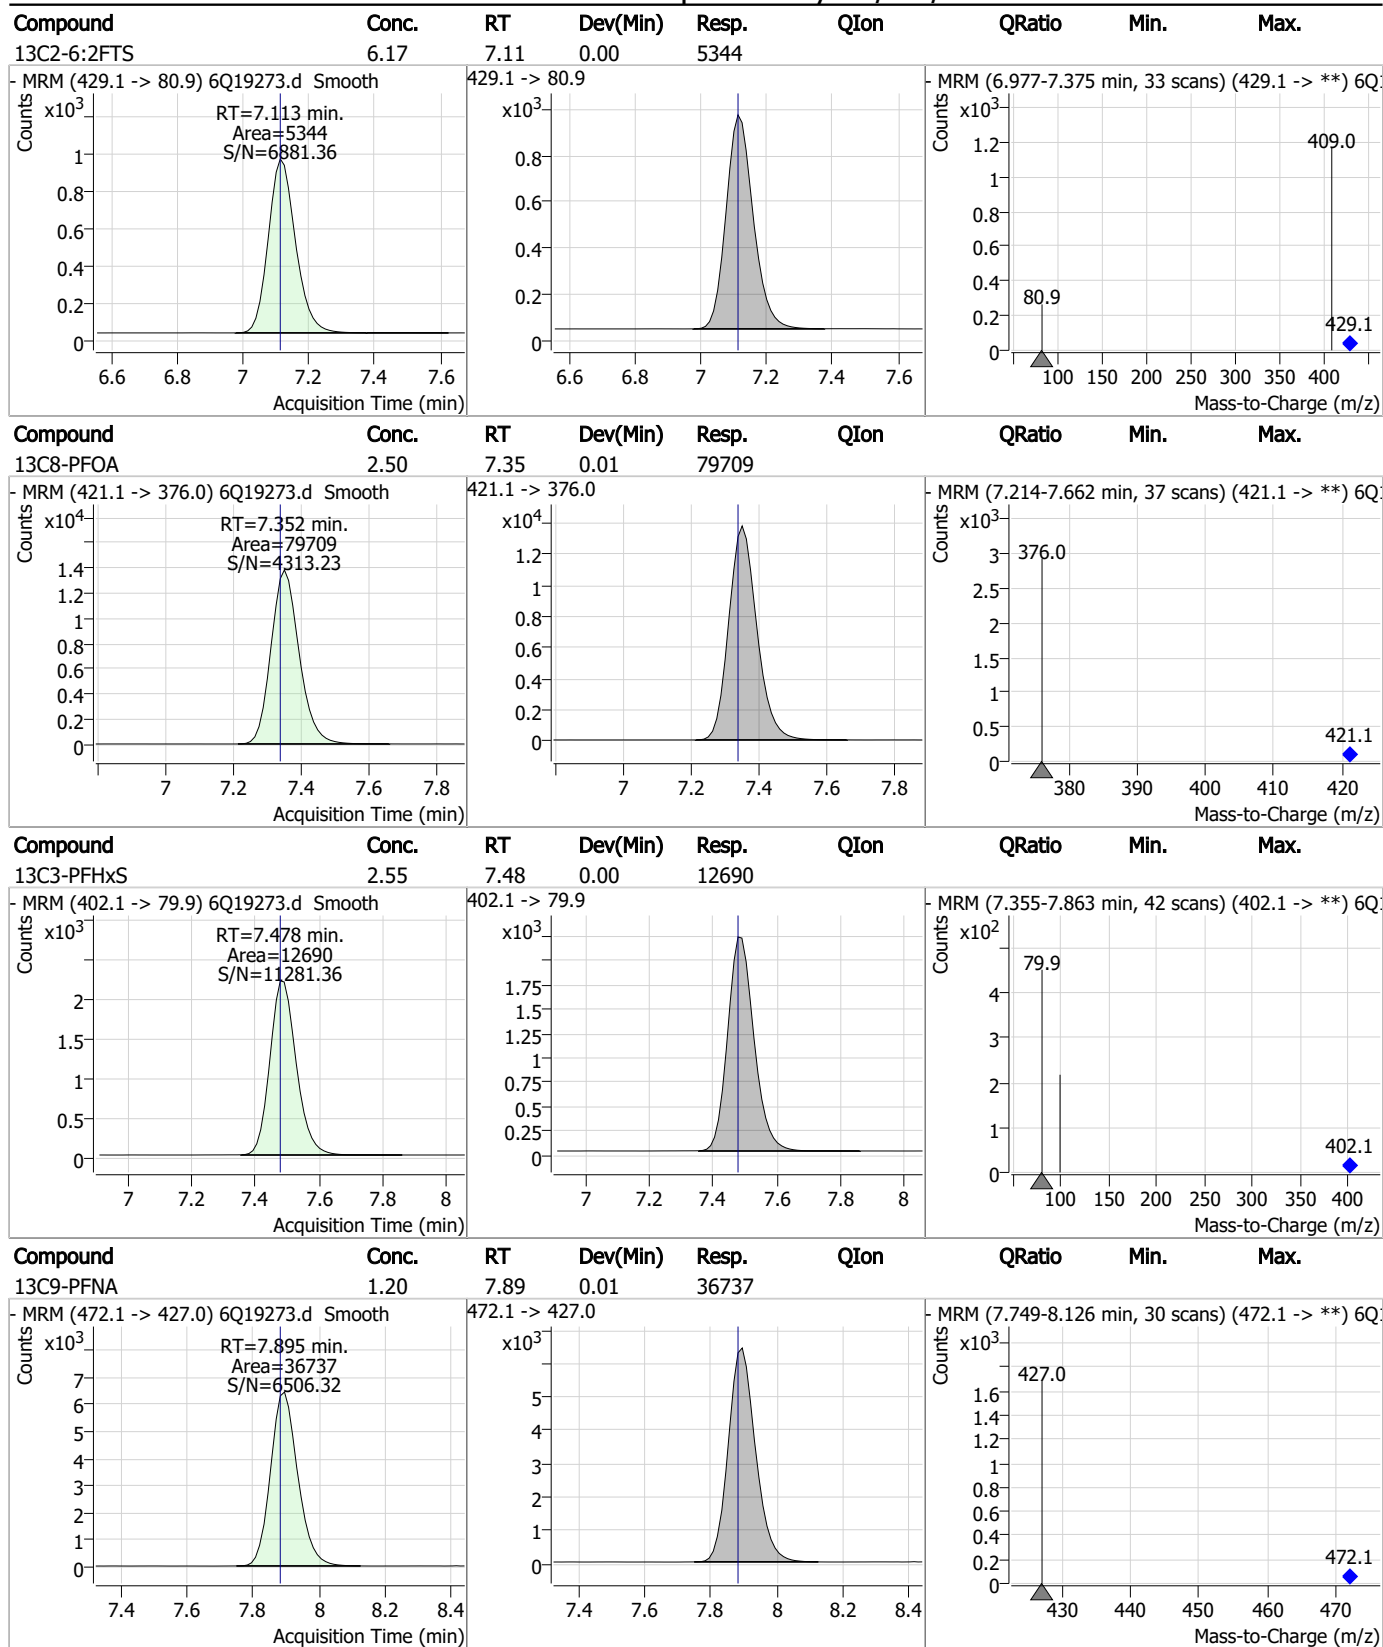 Compound Conc. RT Dev(Min) Resp. QIon QRatio Min. Max.
13C2-6:2FTS 6.17 7.11 0.00 5344
- MRM (429.1 -> 80.9) 6Q19273.d Smooth
Counts
x10³
RT=7.113 min.
Area=5344
S/N=6881.36
1
0.8
0.6
0.4
0.2
0
6.6 6.8 7 7.2 7.4 7.6
Acquisition Time (min)
429.1 -> 80.9
x10³
0.8
0.6
0.4
0.2
0
6.6 6.8 7 7.2 7.4 7.6
- MRM (6.977-7.375 min, 33 scans) (429.1 -> **) 6Q1
Counts
x10³
1.2
1
0.8
0.6
0.4
0.2
0
409.0
80.9
429.1
100 150 200 250 300 350 400
Mass-to-Charge (m/z)
Compound Conc. RT Dev(Min) Resp. QIon QRatio Min. Max.
13C8-PFOA 2.50 7.35 0.01 79709
- MRM (421.1 -> 376.0) 6Q19273.d Smooth
Counts
x10⁴
RT=7.352 min.
Area=79709
S/N=4313.23
1.4
1.2
1
0.8
0.6
0.4
0.2
0
7 7.2 7.4 7.6 7.8
Acquisition Time (min)
421.1 -> 376.0
x10⁴
1.2
1
0.8
0.6
0.4
0.2
0
7 7.2 7.4 7.6 7.8
- MRM (7.214-7.662 min, 37 scans) (421.1 -> **) 6Q1
Counts
x10³
3
2.5
2
1.5
1
0.5
0
376.0
421.1
380 390 400 410 420
Mass-to-Charge (m/z)
Compound Conc. RT Dev(Min) Resp. QIon QRatio Min. Max.
13C3-PFHxS 2.55 7.48 0.00 12690
- MRM (402.1 -> 79.9) 6Q19273.d Smooth
Counts
x10³
RT=7.478 min.
Area=12690
S/N=11281.36
2
1.5
1
0.5
0
7 7.2 7.4 7.6 7.8 8
Acquisition Time (min)
402.1 -> 79.9
x10³
1.75
1.5
1.25
1
0.75
0.5
0.25
0
7 7.2 7.4 7.6 7.8 8
- MRM (7.355-7.863 min, 42 scans) (402.1 -> **) 6Q1
Counts
x10²
4
3
2
1
0
79.9
402.1
100 150 200 250 300 350 400
Mass-to-Charge (m/z)
Compound Conc. RT Dev(Min) Resp. QIon QRatio Min. Max.
13C9-PFNA 1.20 7.89 0.01 36737
- MRM (472.1 -> 427.0) 6Q19273.d Smooth
Counts
x10³
RT=7.895 min.
Area=36737
S/N=6506.32
7
6
5
4
3
2
1
0
7.4 7.6 7.8 8 8.2 8.4
Acquisition Time (min)
472.1 -> 427.0
x10³
5
4
3
2
1
0
7.4 7.6 7.8 8 8.2 8.4
- MRM (7.749-8.126 min, 30 scans) (472.1 -> **) 6Q1
Counts
x10³
1.6
1.4
1.2
1
0.8
0.6
0.4
0.2
0
427.0
472.1
430 440 450 460 470
Mass-to-Charge (m/z)